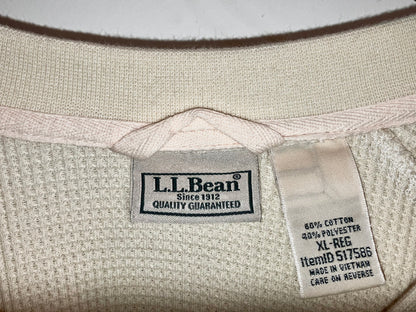 L.L.Bean®
Since 1912
QUALITY GUARANTEED
60% COTTON
40% POLYESTER
XL-REG
ItemID 517586
MADE IN VIETNAM
CARE ON REVERSE